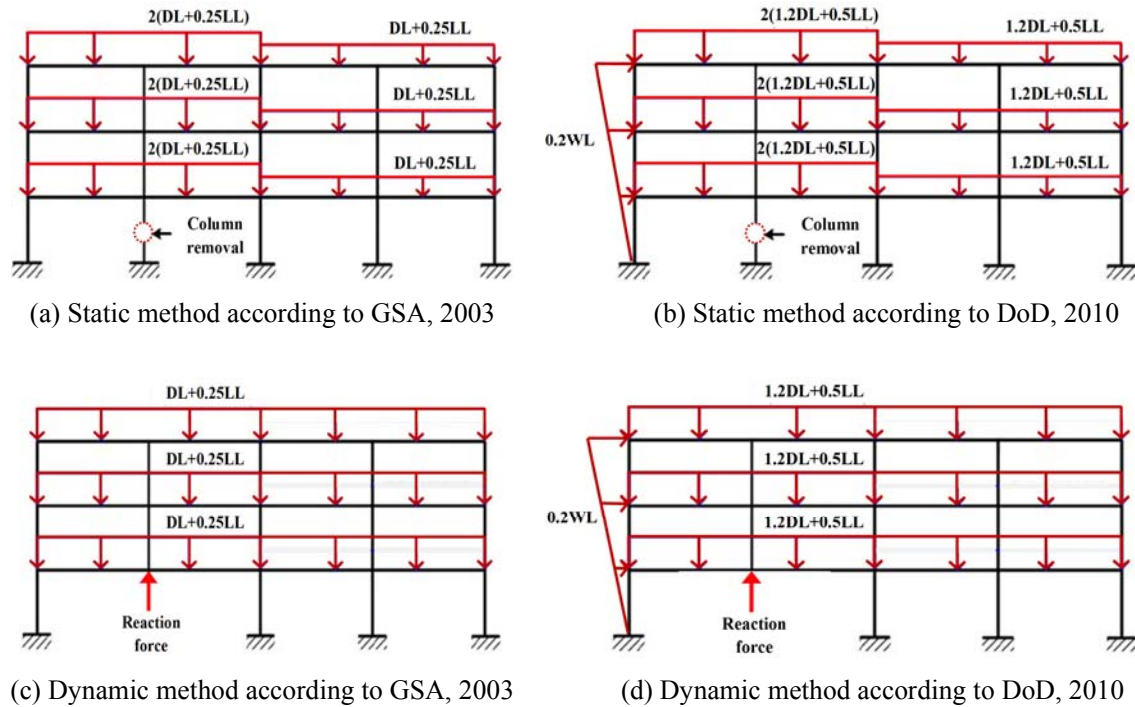 2(DL+0.25LL)
DL+0.25LL
2(DL+0.25LL)
DL+0.25LL
2(DL+0.25LL)
DL+0.25LL
Column
removal
(a) Static method according to GSA, 2003
2(1.2DL+0.5LL)
1.2DL+0.5LL
2(1.2DL+0.5LL)
1.2DL+0.5LL
0.2WL
2(1.2DL+0.5LL)
1.2DL+0.5LL
Column
removal
(b) Static method according to DoD, 2010
DL+0.25LL
DL+0.25LL
DL+0.25LL
Reaction
force
(c) Dynamic method according to GSA, 2003
1.2DL+0.5LL
1.2DL+0.5LL
0.2WL
1.2DL+0.5LL
Reaction
force
(d) Dynamic method according to DoD, 2010